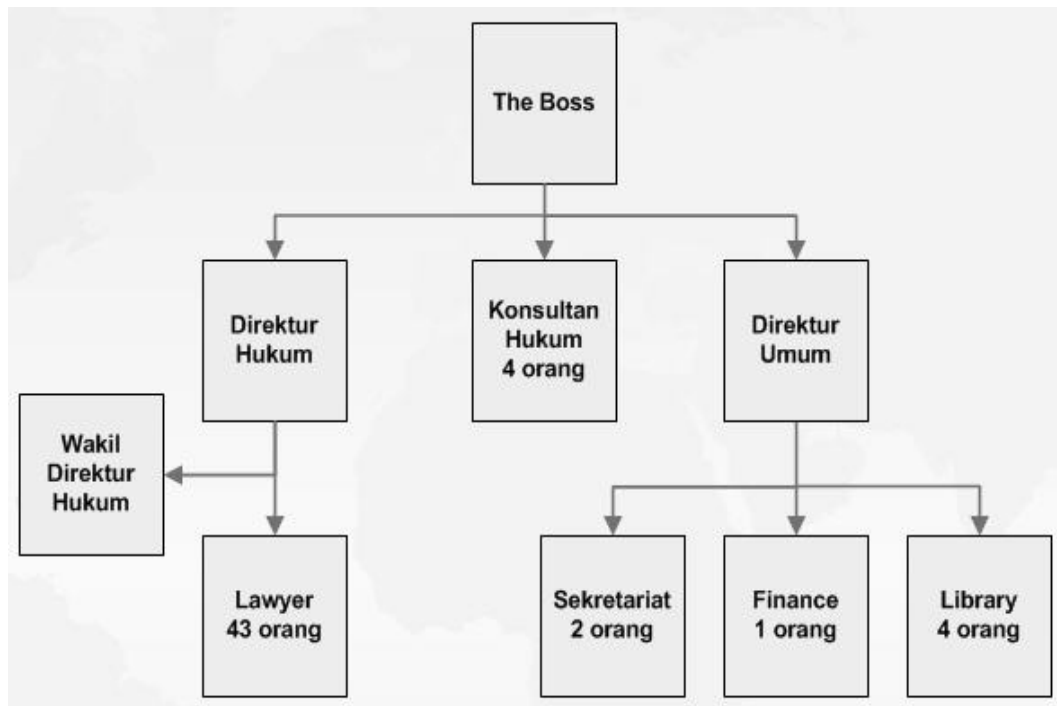 The Boss
Direktur
Hukum
Konsultan
Hukum
4 orang
Direktur
Umum
Wakil
Direktur
Hukum
Lawyer
43 orang
Sekretariat
2 orang
Finance
1 orang
Library
4 orang